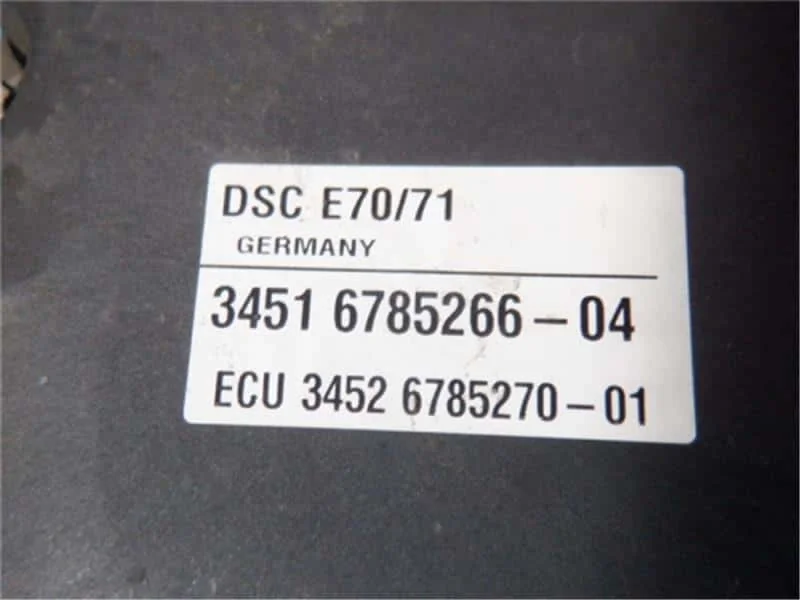 DSC E70/71
GERMANY
3451 6785266-04
ECU 3452 6785270-01